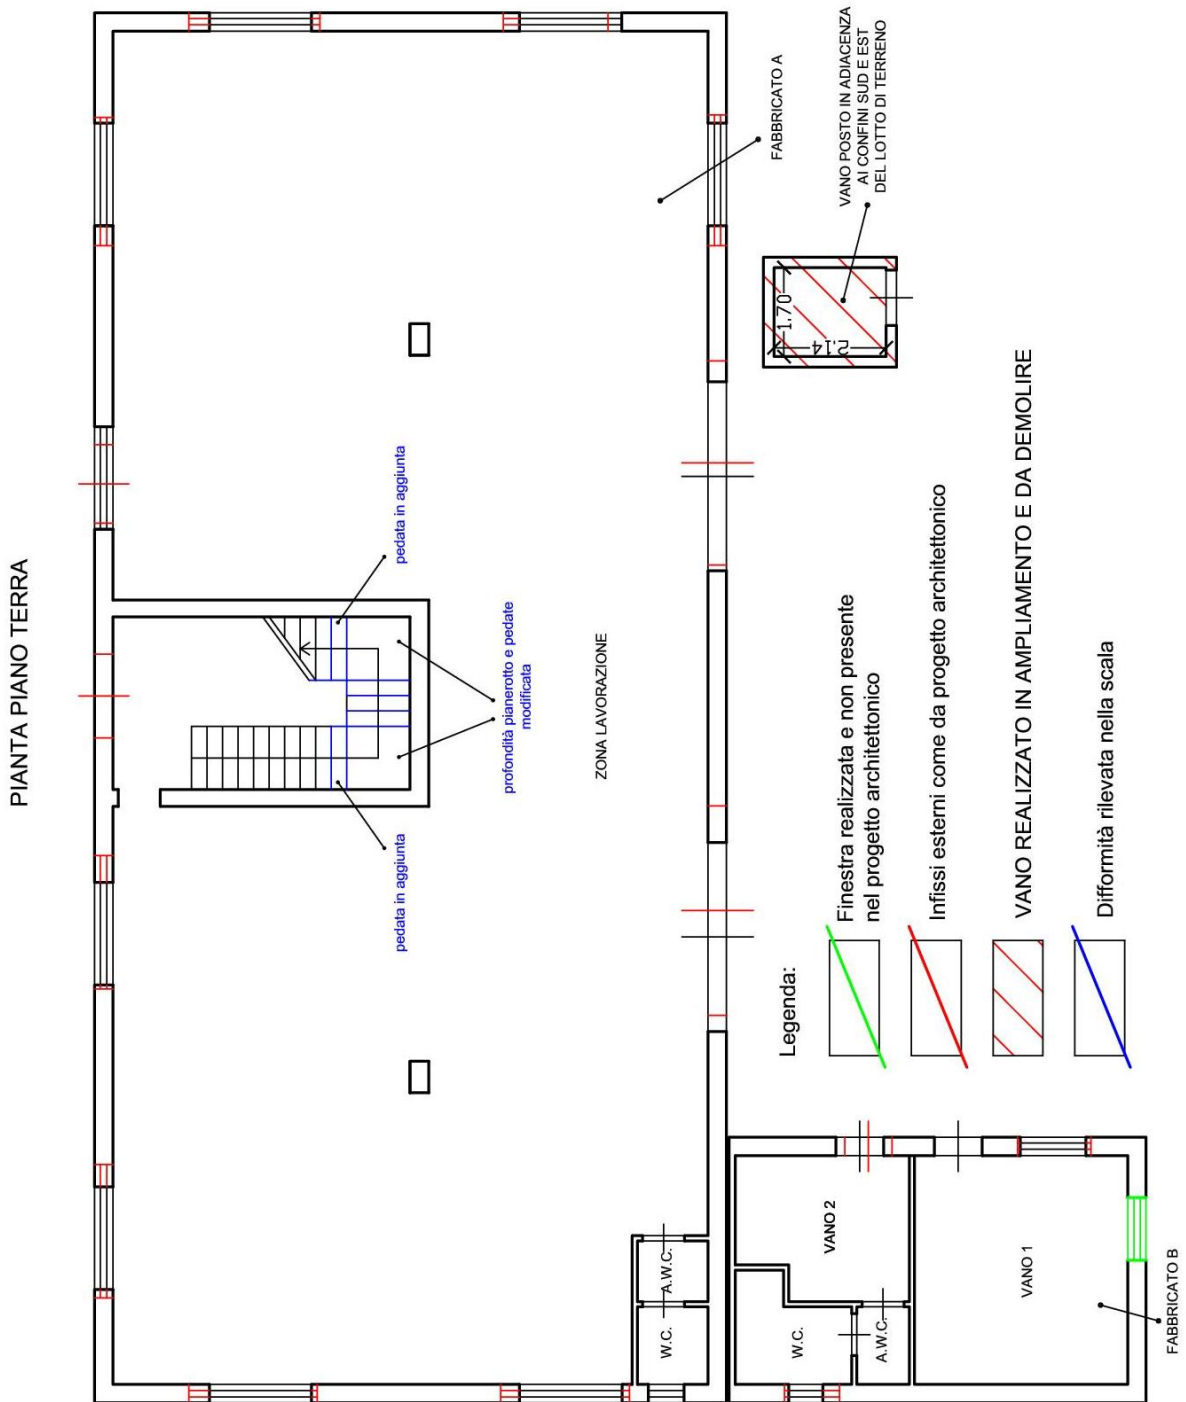 PIANTA PIANO TERRA
pedata in aggiunta
profondità pianerotto e pedate
modificata
pedata in aggiunta
ZONA LAVORAZIONE
FABBRICATO A
VANO POSTO IN ADIACENZA
AI CONFINI SUD E EST
DEL LOTTO DI TERRENO
1.70
2.14
W.C.
A.W.C.
VANO 2
W.C.
A.W.C.
VANO 1
FABBRICATO B
Legenda:
Finestra realizzata e non presente
nel progetto architettonico
Infissi esterni come da progetto architettonico
VANO REALIZZATO IN AMPLIAMENTO E DA DEMOLIRE
Difformità rilevata nella scala